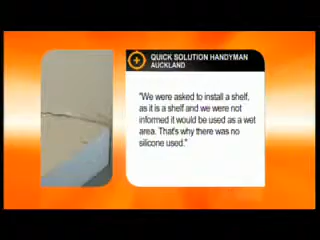 QUICK SOLUTION HANDYMAN
AUCKLAND
"We were asked to install a shelf,
as it is a shelf and we were not
informed it would be used as a wet
area. That's why there was no
silicone used."